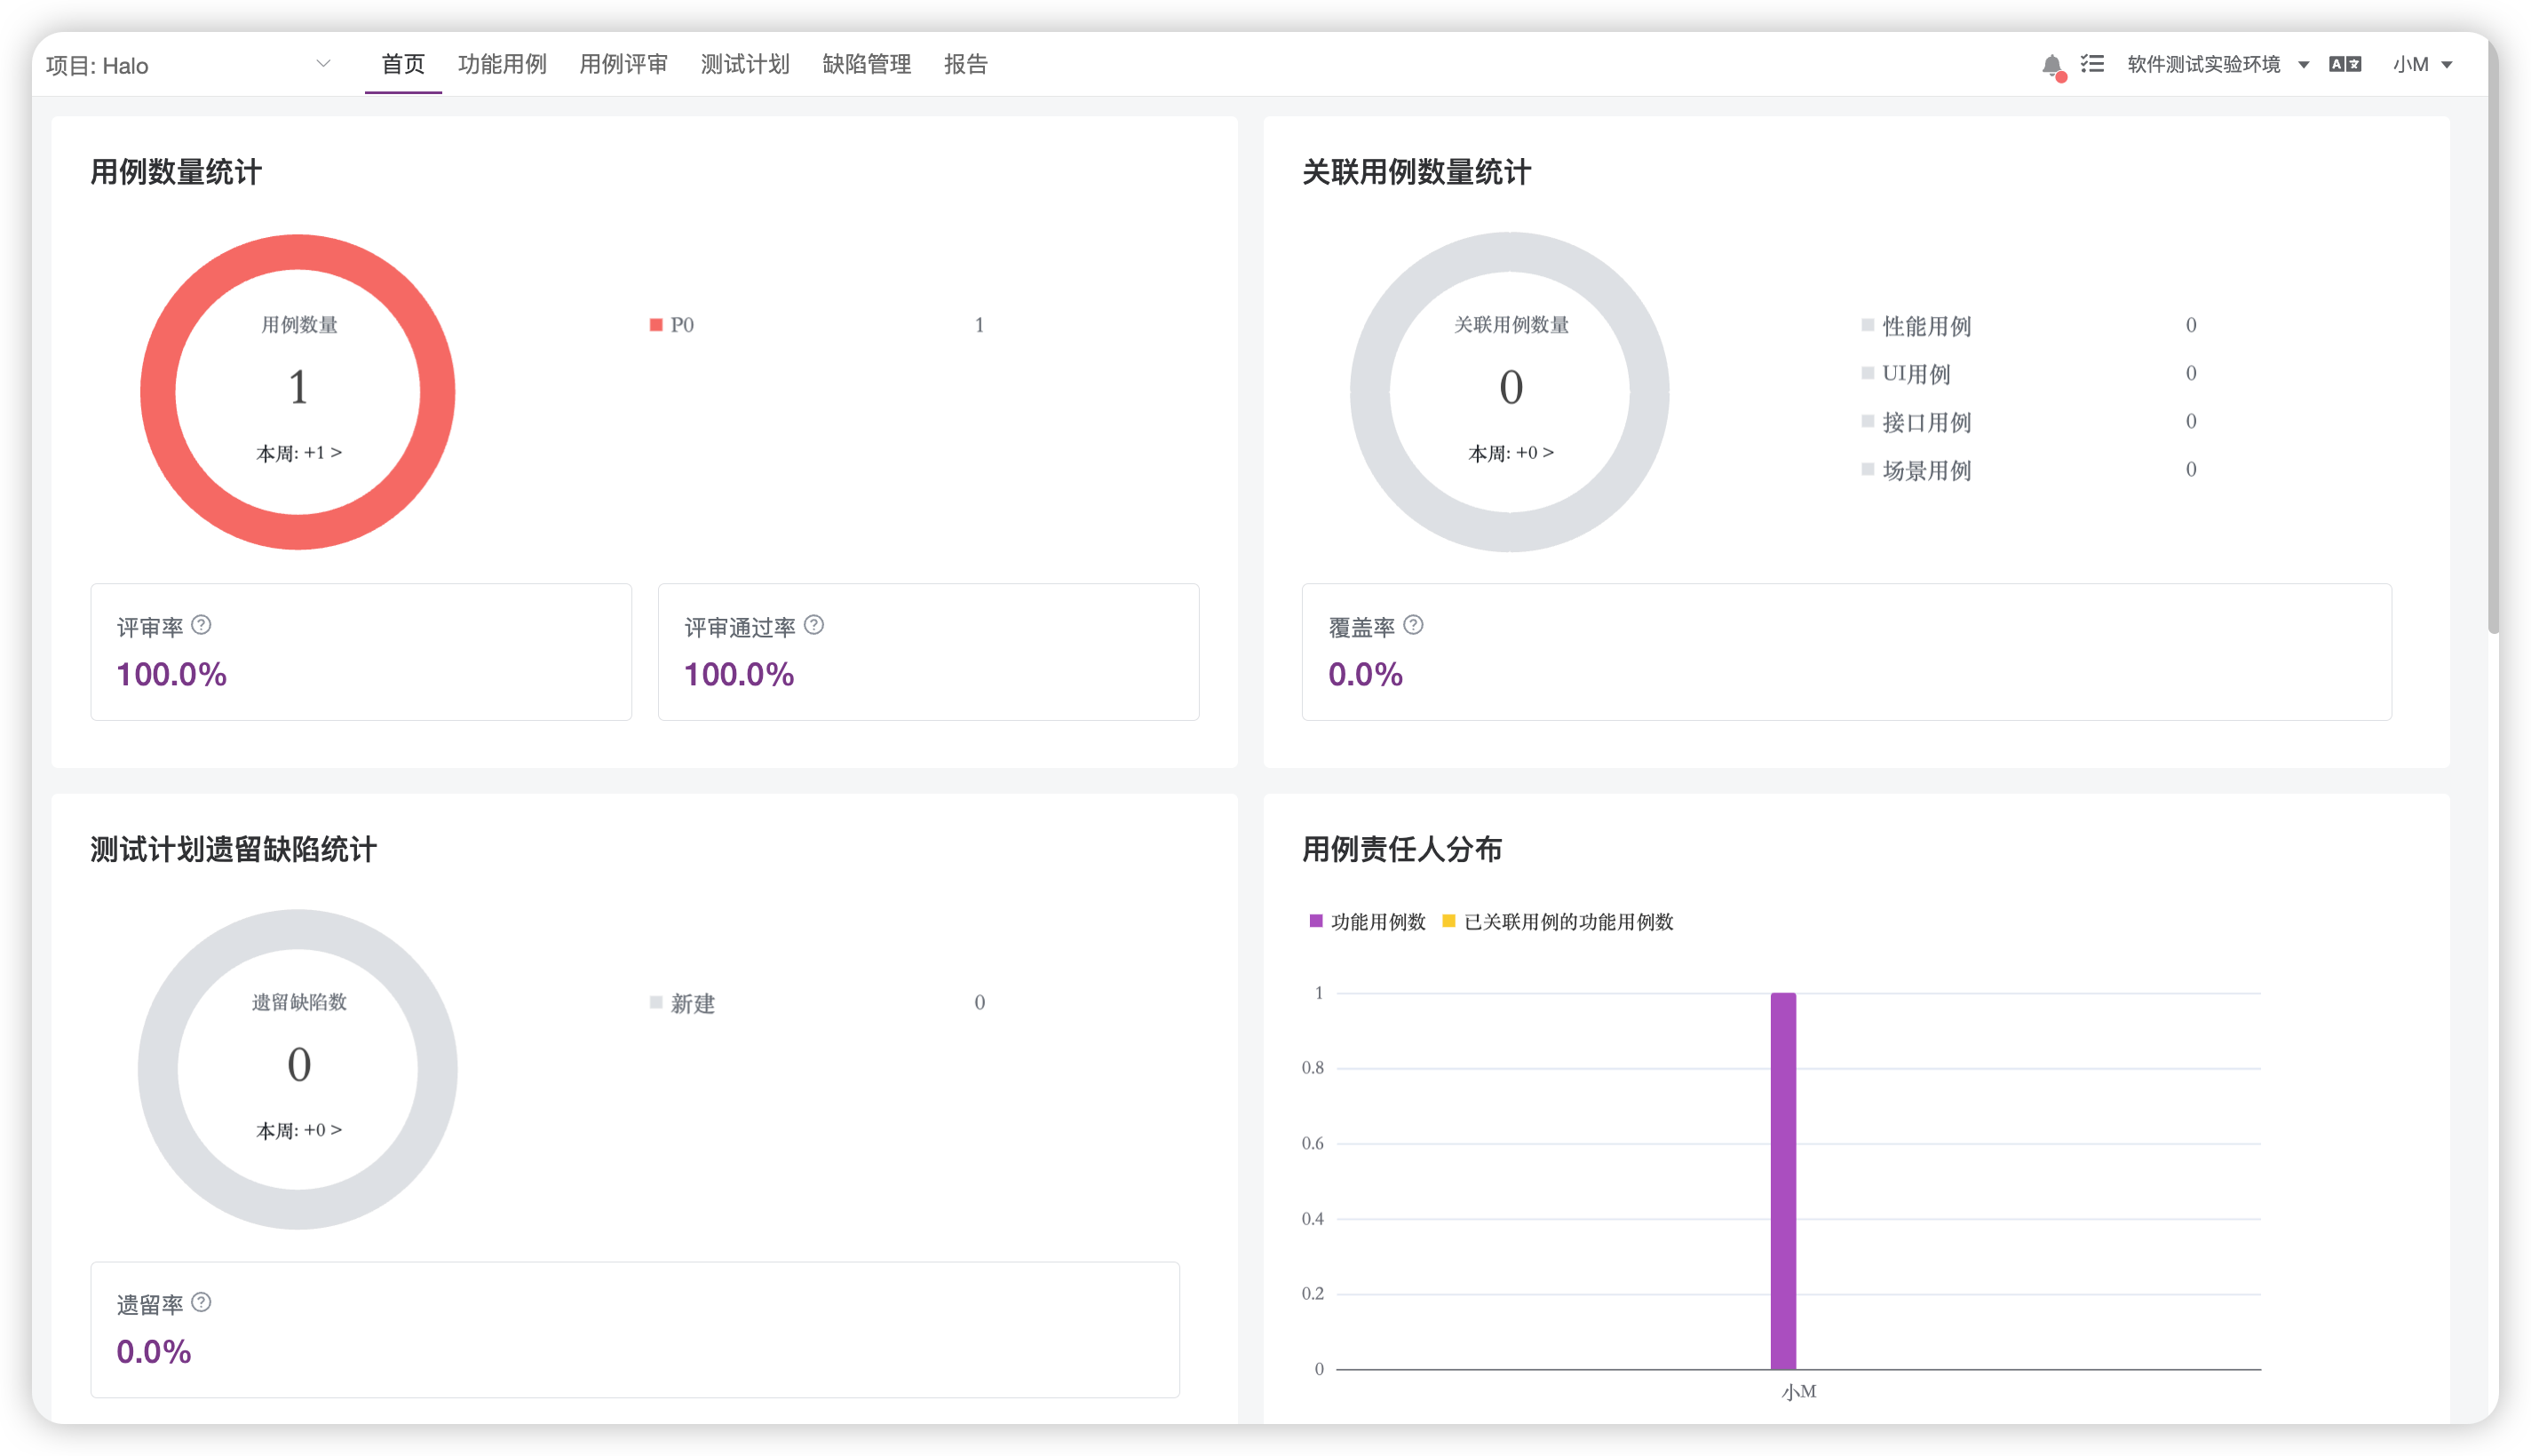 项目: Halo
首页 功能用例 用例评审 测试计划 缺陷管理 报告
软件测试实验环境
小M
用例数量统计
用例数量
1
本周: +1 >
P0 1
评审率
100.0%
评审通过率
100.0%
关联用例数量统计
关联用例数量
0
本周: +0 >
性能用例 0
UI用例 0
接口用例 0
场景用例 0
覆盖率
0.0%
测试计划遗留缺陷统计
遗留缺陷数
0
本周: +0 >
新建 0
遗留率
0.0%
用例责任人分布
功能用例数 已关联用例的功能用例数
1
0.8
0.6
0.4
0.2
0
小M